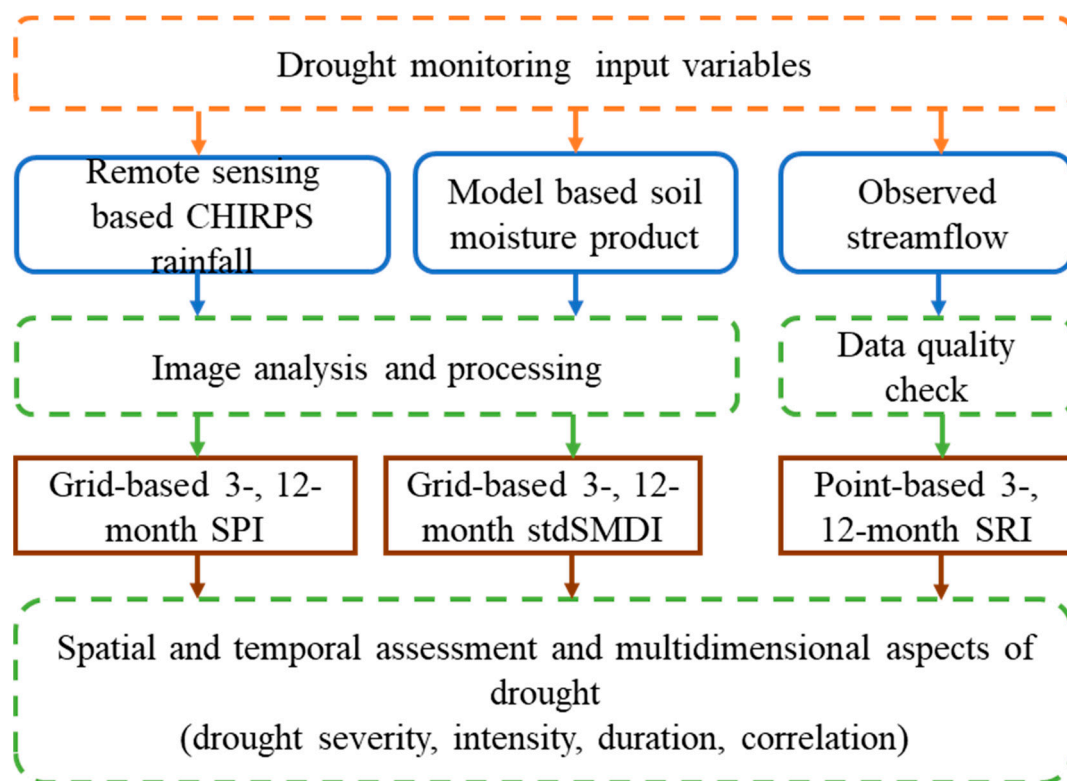 Drought monitoring input variables
Remote sensing
based CHIRPS
rainfall
Model based soil
moisture product
Observed
streamflow
Image analysis and processing
Data quality
check
Grid-based 3-, 12-
month SPI
Grid-based 3-, 12-
month stdSMDI
Point-based 3-,
12-month SRI
Spatial and temporal assessment and multidimensional aspects of
drought
(drought severity, intensity, duration, correlation)